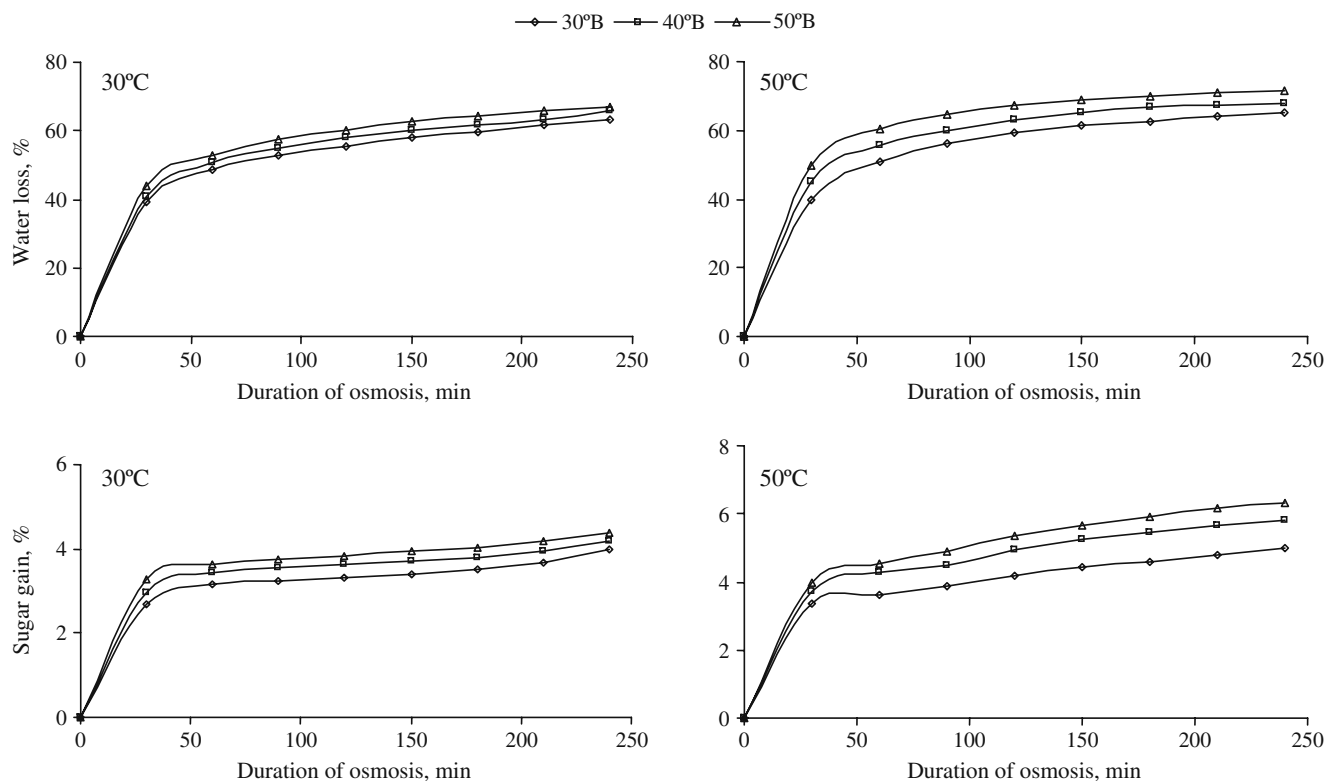 30ºB 40ºB 50ºB
30ºC
80
60
40
20
0
Water loss, %
0 50 100 150 200 250
Duration of osmosis, min
50ºC
80
60
40
20
0
0 50 100 150 200 250
Duration of osmosis, min
30ºC
6
4
2
0
Sugar gain, %
0 50 100 150 200 250
Duration of osmosis, min
50ºC
8
6
4
2
0
0 50 100 150 200 250
Duration of osmosis, min